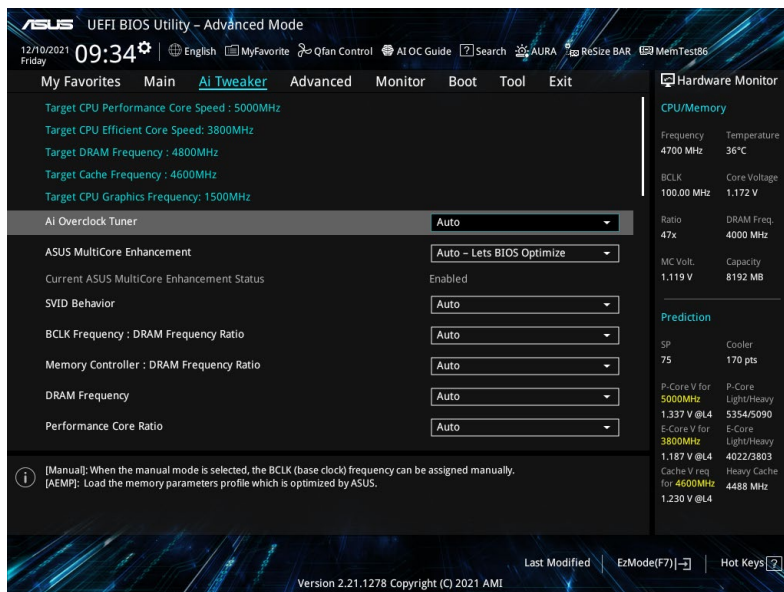 ASUS UEFI BIOS Utility – Advanced Mode
12/10/2021 Friday 09:34 English MyFavorite Qfan Control AI OC Guide ? Search AURA ReSize BAR MemTest86
My Favorites Main Ai Tweaker Advanced Monitor Boot Tool Exit
Target CPU Performance Core Speed : 5000MHz
Target CPU Efficient Core Speed: 3800MHz
Target DRAM Frequency : 4800MHz
Target Cache Frequency : 4600MHz
Target CPU Graphics Frequency: 1500MHz
Ai Overclock Tuner Auto
ASUS MultiCore Enhancement Auto – Lets BIOS Optimize
Current ASUS MultiCore Enhancement Status Enabled
SVID Behavior Auto
BCLK Frequency : DRAM Frequency Ratio Auto
Memory Controller : DRAM Frequency Ratio Auto
DRAM Frequency Auto
Performance Core Ratio Auto
[Manual]: When the manual mode is selected, the BCLK (base clock) frequency can be assigned manually.
[AEMP]: Load the memory parameters profile which is optimized by ASUS.
Hardware Monitor
CPU/Memory
Frequency Temperature
4700 MHz 36°C
BCLK Core Voltage
100.00 MHz 1.172 V
Ratio DRAM Freq.
47x 4000 MHz
MC Volt. Capacity
1.119 V 8192 MB
Prediction
SP Cooler
75 170 pts
P-Core V for P-Core
5000MHz Light/Heavy
1.337 V @L4 5354/5090
E-Core V for E-Core
3800MHz Light/Heavy
1.187 V @L4 4022/3803
Cache V req Heavy Cache
for 4600MHz 4488 MHz
1.230 V @L4
Last Modified EzMode(F7) Hot Keys ?
Version 2.21.1278 Copyright (C) 2021 AMI